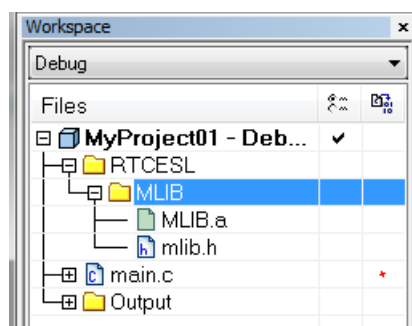 Workspace
x
Debug
Files
MyProject01 - Deb...
RTCESL
MLIB
MLIB.a
mlib.h
main.c
Output